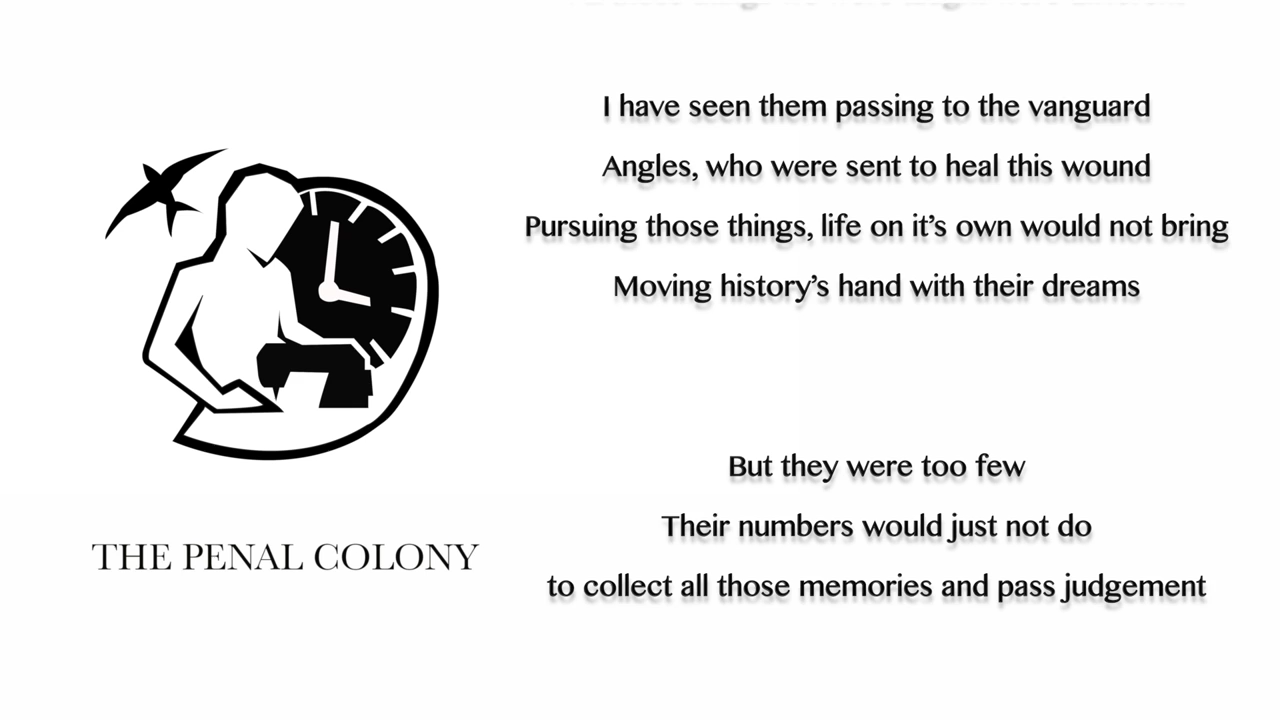 I have seen them passing to the vanguard
Angles, who were sent to heal this wound
Pursuing those things, life on it’s own would not bring
Moving history’s hand with their dreams
But they were too few
Their numbers would just not do
to collect all those memories and pass judgement
THE PENAL COLONY